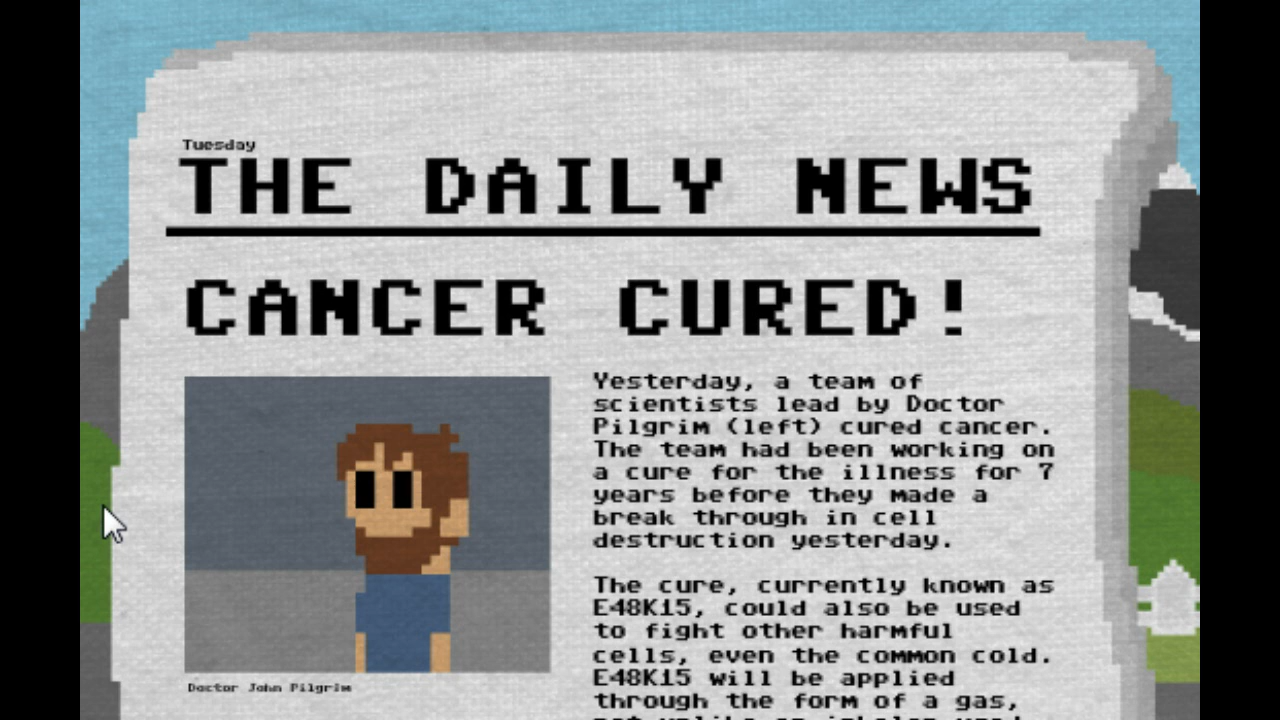 Tuesday
THE DAILY NEWS
CANCER CURED!
Yesterday, a team of
scientists lead by Doctor
Pilgrim (left) cured cancer.
The team had been working on
a cure for the illness for 7
years before they made a
break through in cell
destruction yesterday.
The cure, currently known as
E48K15, could also be used
to fight other harmful
cells, even the common cold.
E48K15 will be applied
through the form of a gas,
Doctor John Pilgrim